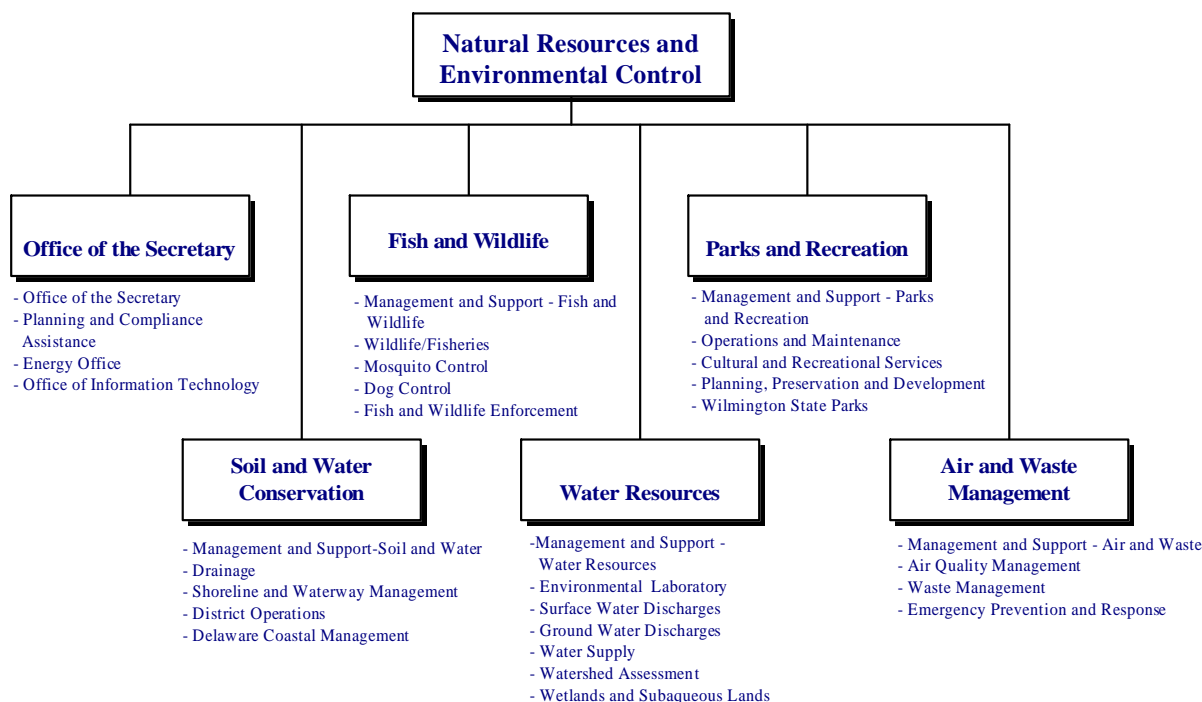 Natural Resources and
Environmental Control
Office of the Secretary
- Office of the Secretary
- Planning and Compliance
Assistance
- Energy Office
- Office of Information Technology
Fish and Wildlife
- Management and Support - Fish and
Wildlife
- Wildlife/Fisheries
- Mosquito Control
- Dog Control
- Fish and Wildlife Enforcement
Parks and Recreation
- Management and Support - Parks
and Recreation
- Operations and Maintenance
- Cultural and Recreational Services
- Planning, Preservation and Development
- Wilmington State Parks
Soil and Water
Conservation
- Management and Support-Soil and Water
- Drainage
- Shoreline and Waterway Management
- District Operations
- Delaware Coastal Management
Water Resources
-Management and Support -
Water Resources
- Environmental Laboratory
- Surface Water Discharges
- Ground Water Discharges
- Water Supply
- Watershed Assessment
- Wetlands and Subaqueous Lands
Air and Waste
Management
- Management and Support - Air and Waste
- Air Quality Management
- Waste Management
- Emergency Prevention and Response